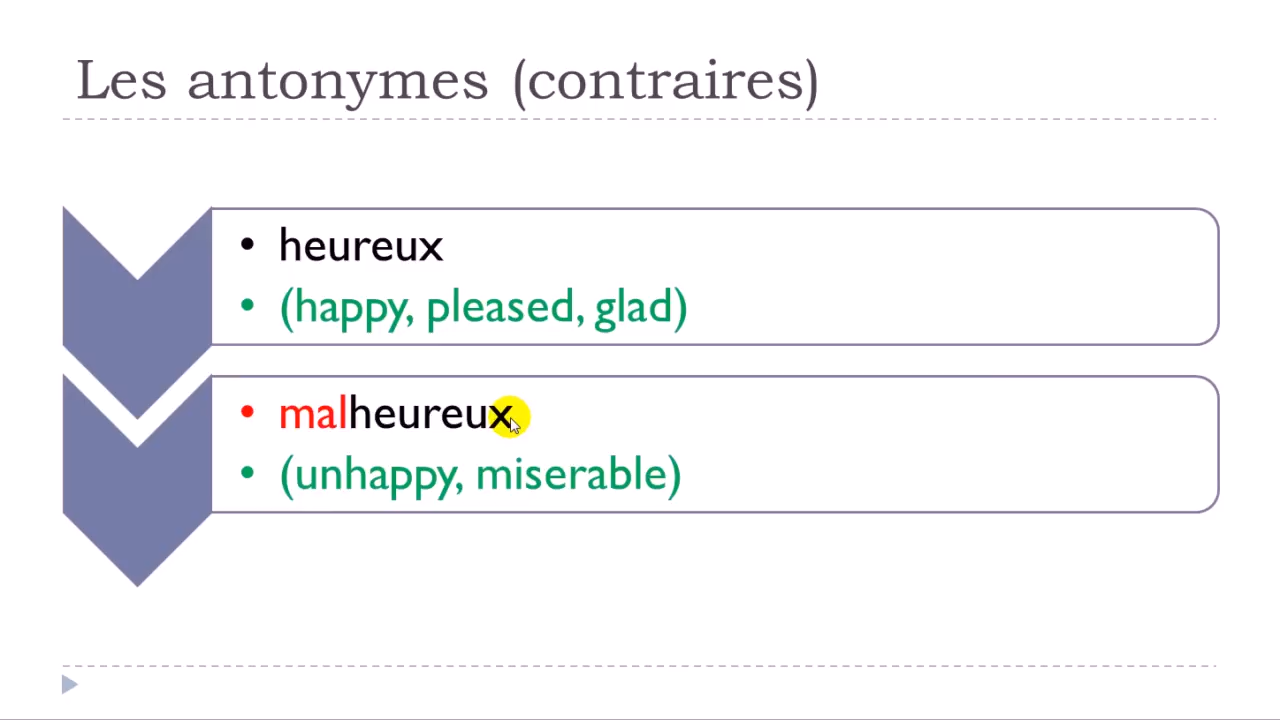 Les antonymes (contraires)
• heureux
• (happy, pleased, glad)
• malheureux
• (unhappy, miserable)